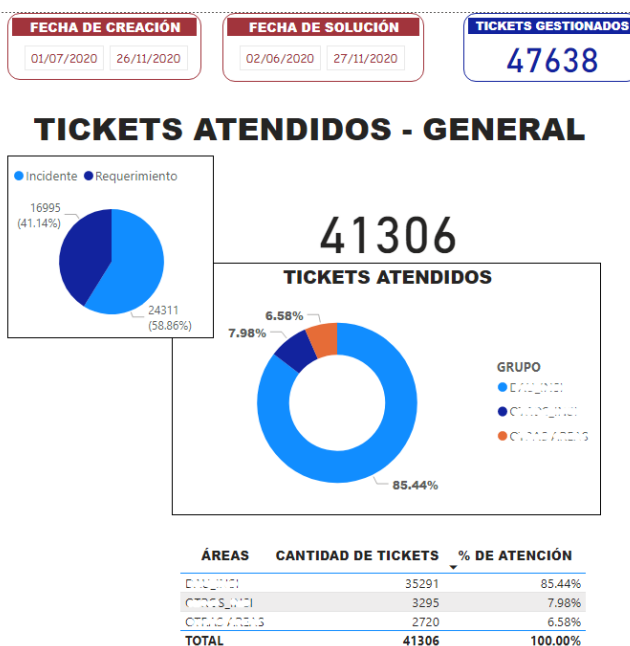 FECHA DE CREACIÓN
01/07/2020 26/11/2020
FECHA DE SOLUCIÓN
02/06/2020 27/11/2020
TICKETS GESTIONADOS
47638
TICKETS ATENDIDOS - GENERAL
Incidente Requerimiento
16995
(41.14%)
24311
(58.86%)
41306
TICKETS ATENDIDOS
6.58%
7.98%
85.44%
GRUPO
ÁREAS CANTIDAD DE TICKETS % DE ATENCIÓN
35291 85.44%
3295 7.98%
2720 6.58%
TOTAL 41306 100.00%